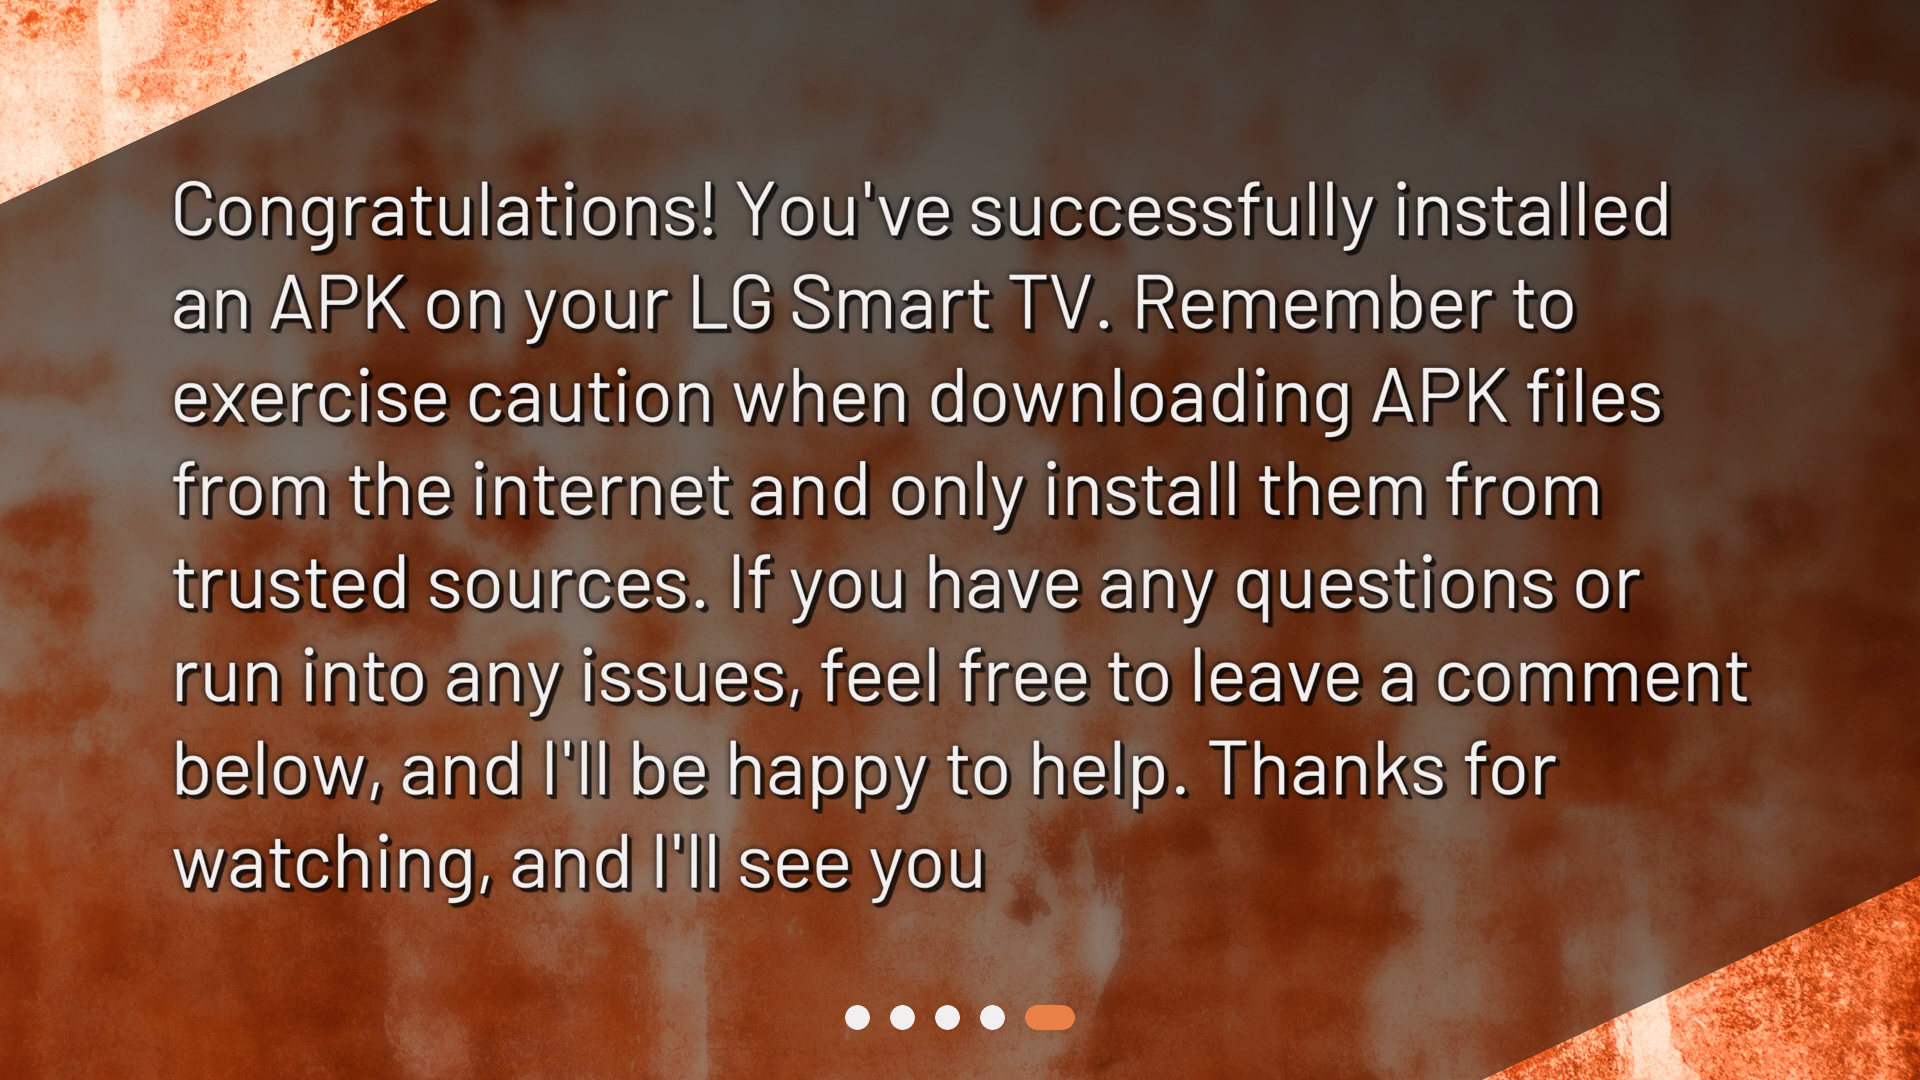 Congratulations! You've successfully installed
an APK on your LG Smart TV. Remember to
exercise caution when downloading APK files
from the internet and only install them from
trusted sources. If you have any questions or
run into any issues, feel free to leave a comment
below, and I'll be happy to help. Thanks for
watching, and I'll see you